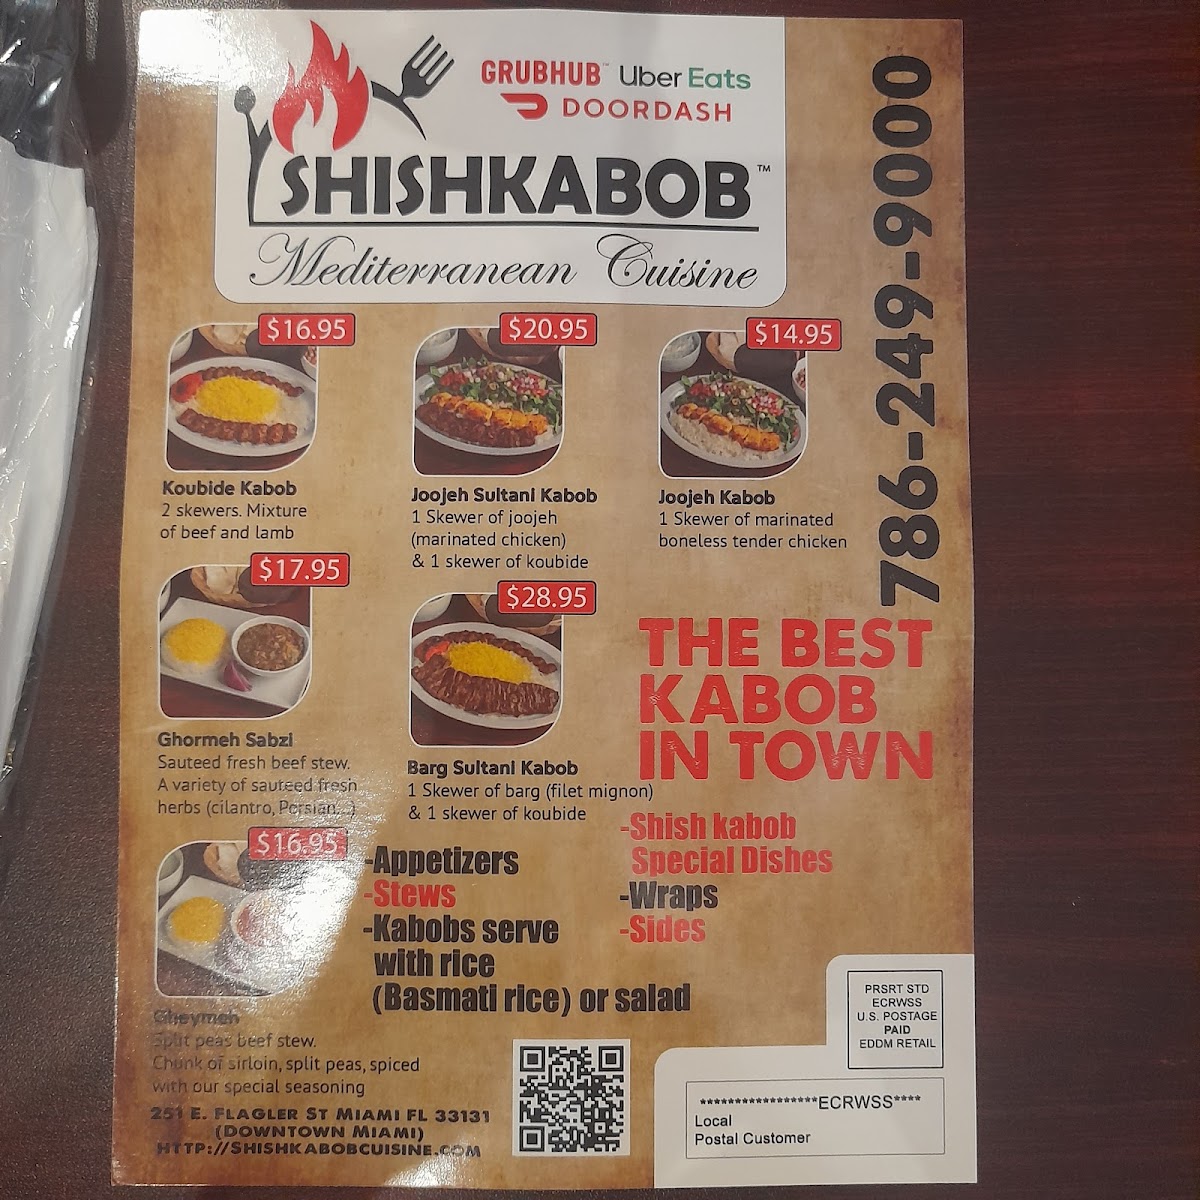 GRUBHUB™ Uber Eats
DOORDASH
SHISHKABOB™
Mediterranean Cuisine
786-249-9000
$16.95
Koubide Kabob
2 skewers. Mixture
of beef and lamb
$20.95
Joojeh Sultani Kabob
1 Skewer of joojeh
(marinated chicken)
& 1 skewer of koubide
$14.95
Joojeh Kabob
1 Skewer of marinated
boneless tender chicken
$17.95
Ghormeh Sabzi
Sauteed fresh beef stew.
A variety of sauteed fresh
herbs (cilantro, Persian,..)
$28.95
Barg Sultani Kabob
1 Skewer of barg (filet mignon)
& 1 skewer of koubide
THE BEST
KABOB
IN TOWN
$16.95
Gheymeh
Split peas beef stew.
Chunk of sirloin, split peas, spiced
with our special seasoning
-Appetizers
-Stews
-Kabobs serve
with rice
(Basmati rice) or salad
-Shish kabob
Special Dishes
-Wraps
-Sides
251 E. Flagler St Miami FL 33131
(Downtown Miami)
http://Shishkabobcuisine.com
PRSRT STD
ECRWSS
U.S. POSTAGE
PAID
EDDM RETAIL
******************ECRWSS****
Local
Postal Customer